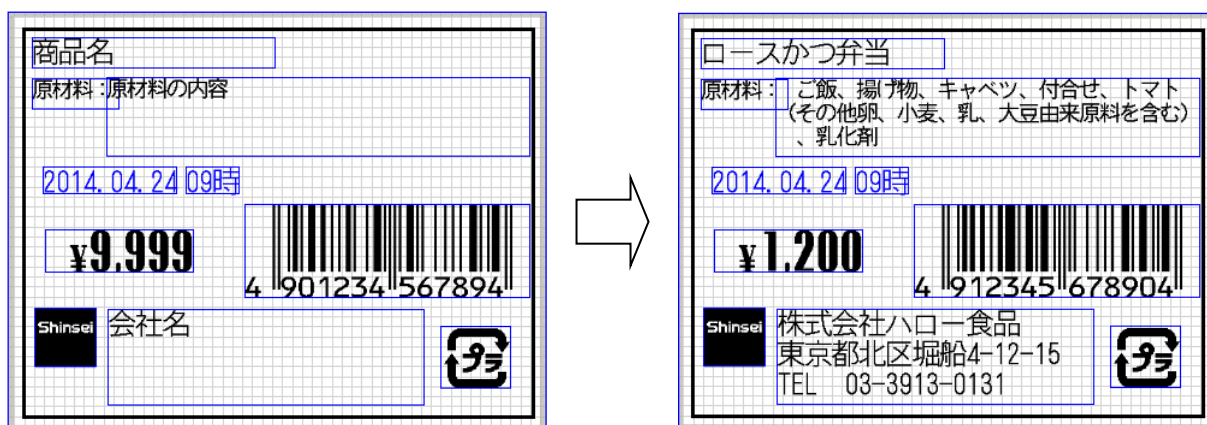 商品名
原材料：原材料の内容
2014.04.24 09時
¥9,999
4 901234 567894
Shinsei
会社名
プラ
ロースかつ弁当
原材料：ご飯、揚げ物、キャベツ、付合せ、トマト
(その他卵、小麦、乳、大豆由来原料を含む)
、乳化剤
2014.04.24 09時
¥1,200
4 912345 678904
Shinsei
株式会社ハロー食品
東京都北区堀船4-12-15
TEL 03-3913-0131
プラ